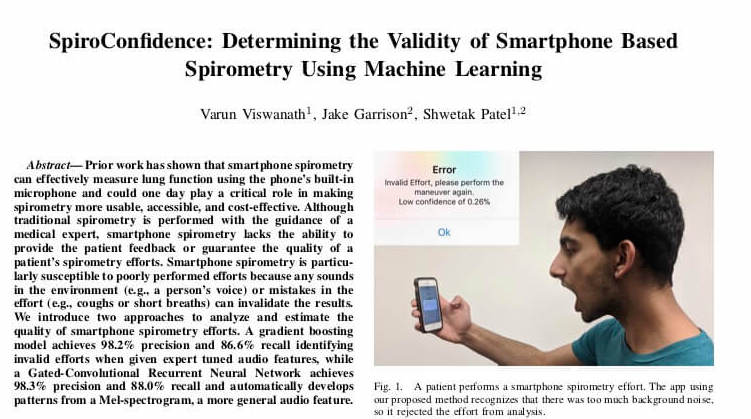 SpiroConfidence: Determining the Validity of Smartphone Based
Spirometry Using Machine Learning
Varun Viswanath¹, Jake Garrison², Shwetak Patel¹,²
Abstract— Prior work has shown that smartphone spirometry
can effectively measure lung function using the phone's built-in
microphone and could one day play a critical role in making
spirometry more usable, accessible, and cost-effective. Although
traditional spirometry is performed with the guidance of a
medical expert, smartphone spirometry lacks the ability to
provide the patient feedback or guarantee the quality of a
patient's spirometry efforts. Smartphone spirometry is particu-
larly susceptible to poorly performed efforts because any sounds
in the environment (e.g., a person's voice) or mistakes in the
effort (e.g., coughs or short breaths) can invalidate the results.
We introduce two approaches to analyze and estimate the
quality of smartphone spirometry efforts. A gradient boosting
model achieves 98.2% precision and 86.6% recall identifying
invalid efforts when given expert tuned audio features, while
a Gated-Convolutional Recurrent Neural Network achieves
98.3% precision and 88.0% recall and automatically develops
patterns from a Mel-spectrogram, a more general audio feature.
Error
Invalid Effort, please perform the
maneuver again.
Low confidence of 0.26%
Ok
Fig. 1. A patient performs a smartphone spirometry effort. The app using
our proposed method recognizes that there was too much background noise,
so it rejected the effort from analysis.